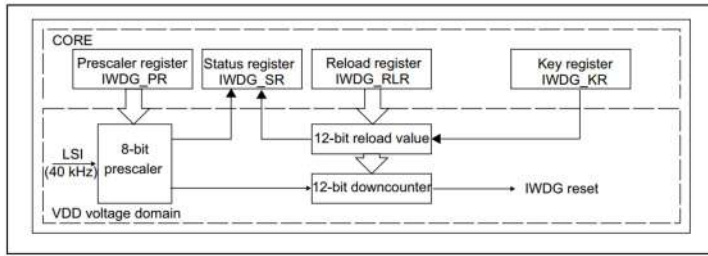 CORE
Prescaler register
IWDG_PR
Status register
IWDG_SR
Reload register
IWDG_RLR
Key register
IWDG_KR
LSI
(40 kHz)
8-bit
prescaler
12-bit reload value
12-bit downcounter
IWDG reset
VDD voltage domain